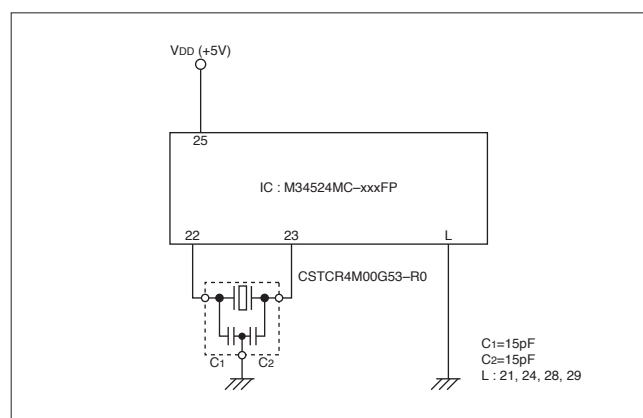 VDD (+5V)
25
IC : M34524MC–xxxFP
22 23 L
CSTCR4M00G53–R0
C1 C2
C1=15pF
C2=15pF
L : 21, 24, 28, 29